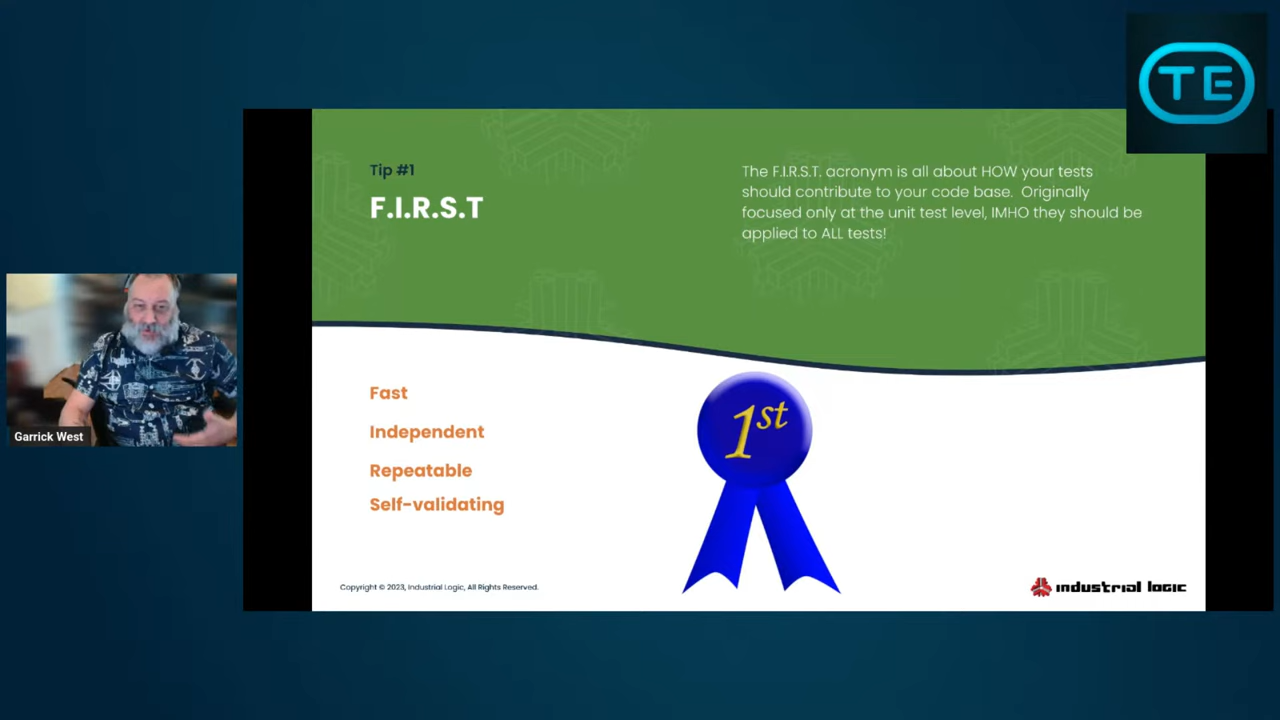 TE
Tip #1
F.I.R.S.T
The F.I.R.S.T. acronym is all about HOW your tests
should contribute to your code base. Originally
focused only at the unit test level, IMHO they should be
applied to ALL tests!
Fast
Independent
Repeatable
Self-validating
1st
Garrick West
Copyright © 2023, Industrial Logic, All Rights Reserved.
industrial logic